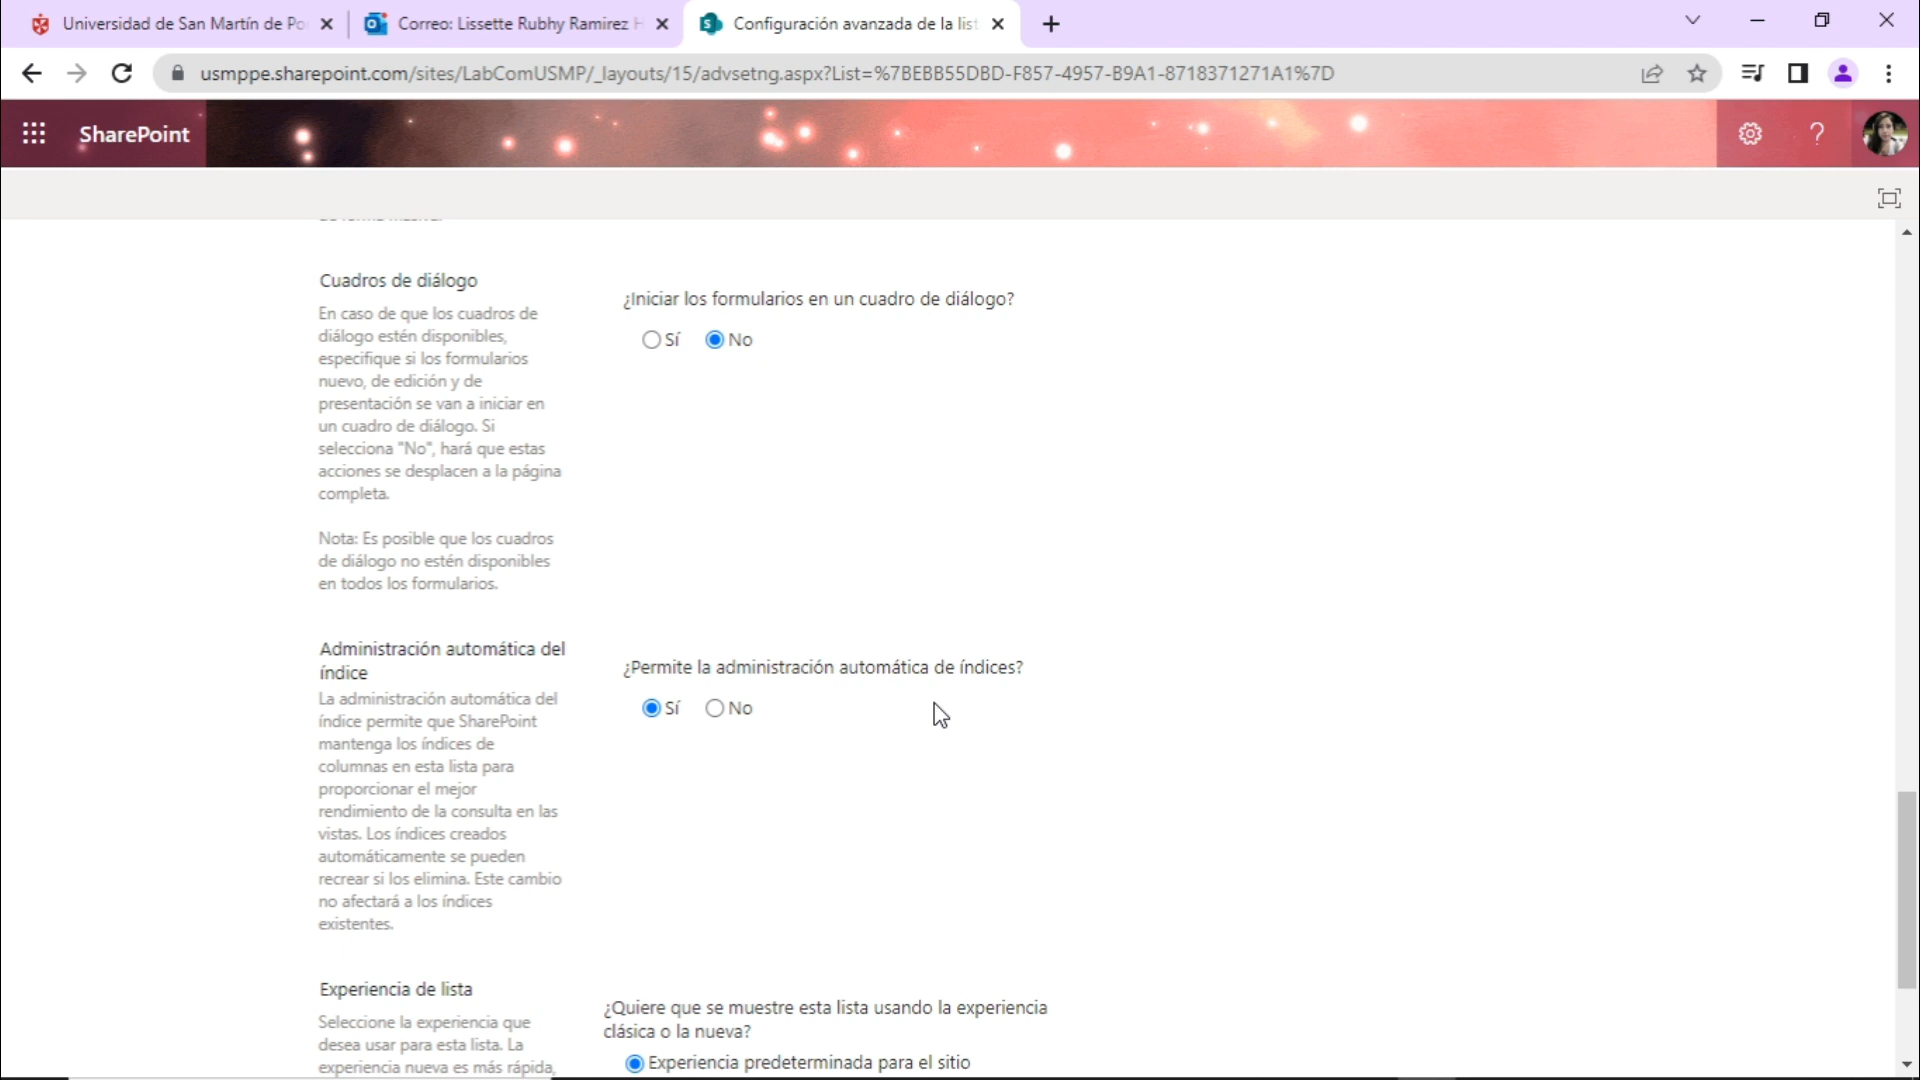 Universidad de San Martín de Po
Correo: Lissette Rubhy Ramirez H
Configuración avanzada de la list
usmppe.sharepoint.com/sites/LabComUSMP/_layouts/15/advsetng.aspx?List=%7BEBB55DBD-F857-4957-B9A1-8718371271A1%7D
SharePoint
Cuadros de diálogo
En caso de que los cuadros de
diálogo estén disponibles,
especifique si los formularios
nuevo, de edición y de
presentación se van a iniciar en
un cuadro de diálogo. Si
selecciona "No", hará que estas
acciones se desplacen a la página
completa.
Nota: Es posible que los cuadros
de diálogo no estén disponibles
en todos los formularios.
¿Iniciar los formularios en un cuadro de diálogo?
Sí No
Administración automática del
índice
La administración automática del
índice permite que SharePoint
mantenga los índices de
columnas en esta lista para
proporcionar el mejor
rendimiento de la consulta en las
vistas. Los índices creados
automáticamente se pueden
recrear si los elimina. Este cambio
no afectará a los índices
existentes.
¿Permite la administración automática de índices?
Sí No
Experiencia de lista
Seleccione la experiencia que
desea usar para esta lista. La
experiencia nueva es más rápida,
¿Quiere que se muestre esta lista usando la experiencia
clásica o la nueva?
Experiencia predeterminada para el sitio